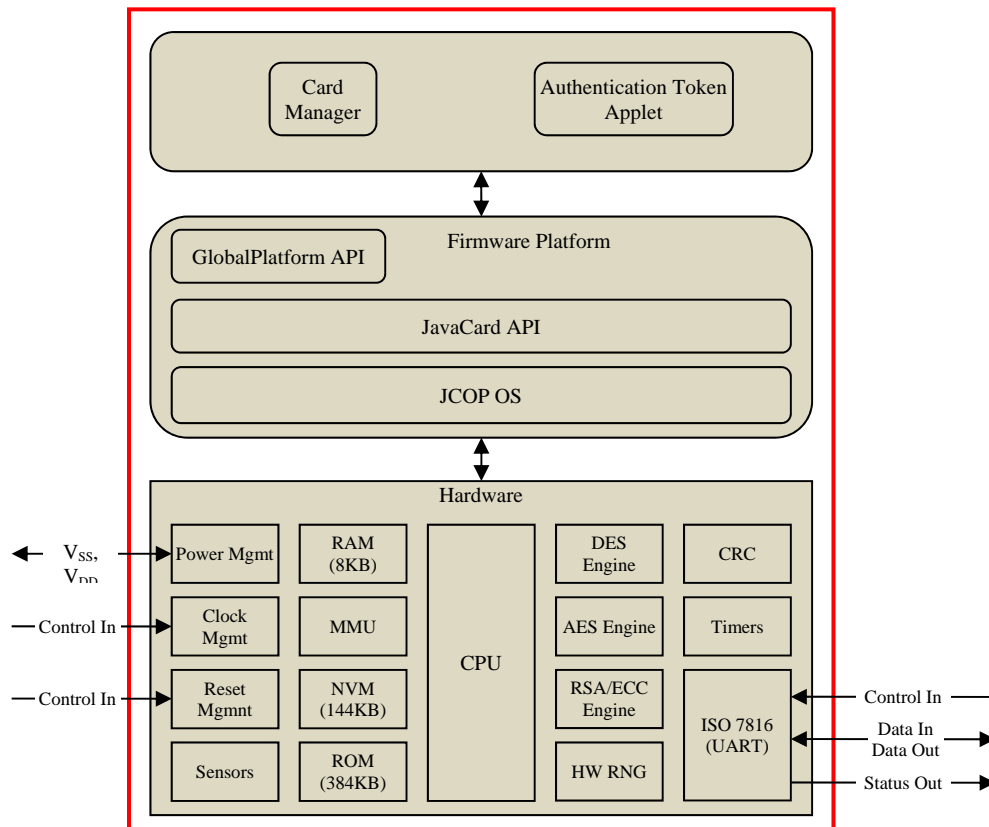 Card
Manager
Authentication Token
Applet
Firmware Platform
GlobalPlatform API
JavaCard API
JCOP OS
Hardware
VSS,
VDD
Power Mgmt
RAM
(8KB)
DES
Engine
CRC
Control In
Clock
Mgmt
MMU
CPU
AES Engine
Timers
Control In
Reset
Mgmnt
NVM
(144KB)
RSA/ECC
Engine
ISO 7816
(UART)
Control In
Data In
Data Out
Status Out
Sensors
ROM
(384KB)
HW RNG